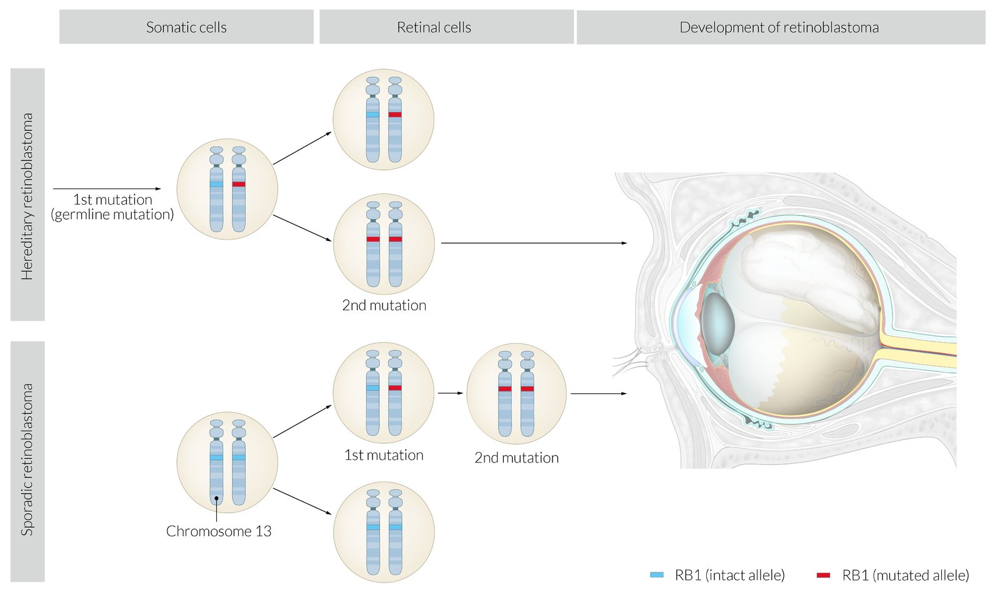 Somatic cells
Retinal cells
Development of retinoblastoma
Hereditary retinoblastoma
1st mutation
(germline mutation)
2nd mutation
Sporadic retinoblastoma
1st mutation
2nd mutation
Chromosome 13
RB1 (intact allele)
RB1 (mutated allele)